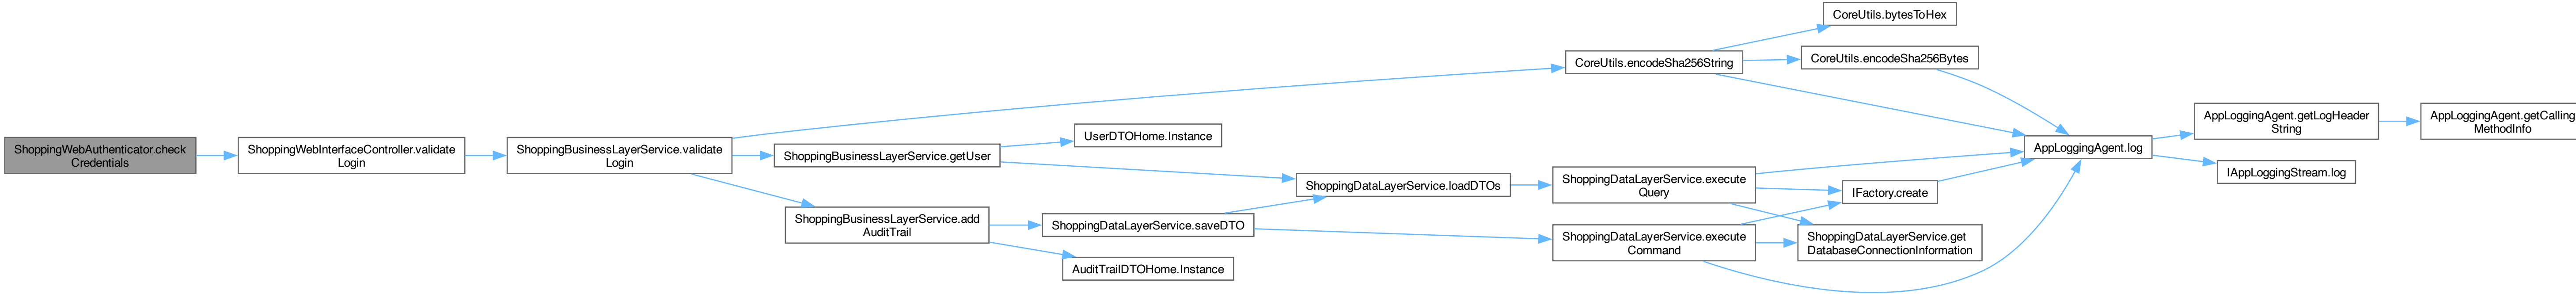 ShoppingWebAuthenticator.check
Credentials
ShoppingWebInterfaceController.validate
Login
ShoppingBusinessLayerService.validate
Login
CoreUtils.encodeSha256String
CoreUtils.bytesToHex
CoreUtils.encodeSha256Bytes
AppLoggingAgent.log
AppLoggingAgent.getLogHeader
String
AppLoggingAgent.getCalling
MethodInfo
IAppLoggingStream.log
ShoppingBusinessLayerService.getUser
UserDTOHome.Instance
ShoppingDataLayerService.loadDTOs
ShoppingDataLayerService.execute
Query
IFactory.create
ShoppingDataLayerService.get
DatabaseConnectionInformation
ShoppingBusinessLayerService.add
AuditTrail
ShoppingDataLayerService.saveDTO
ShoppingDataLayerService.execute
Command
AuditTrailDTOHome.Instance